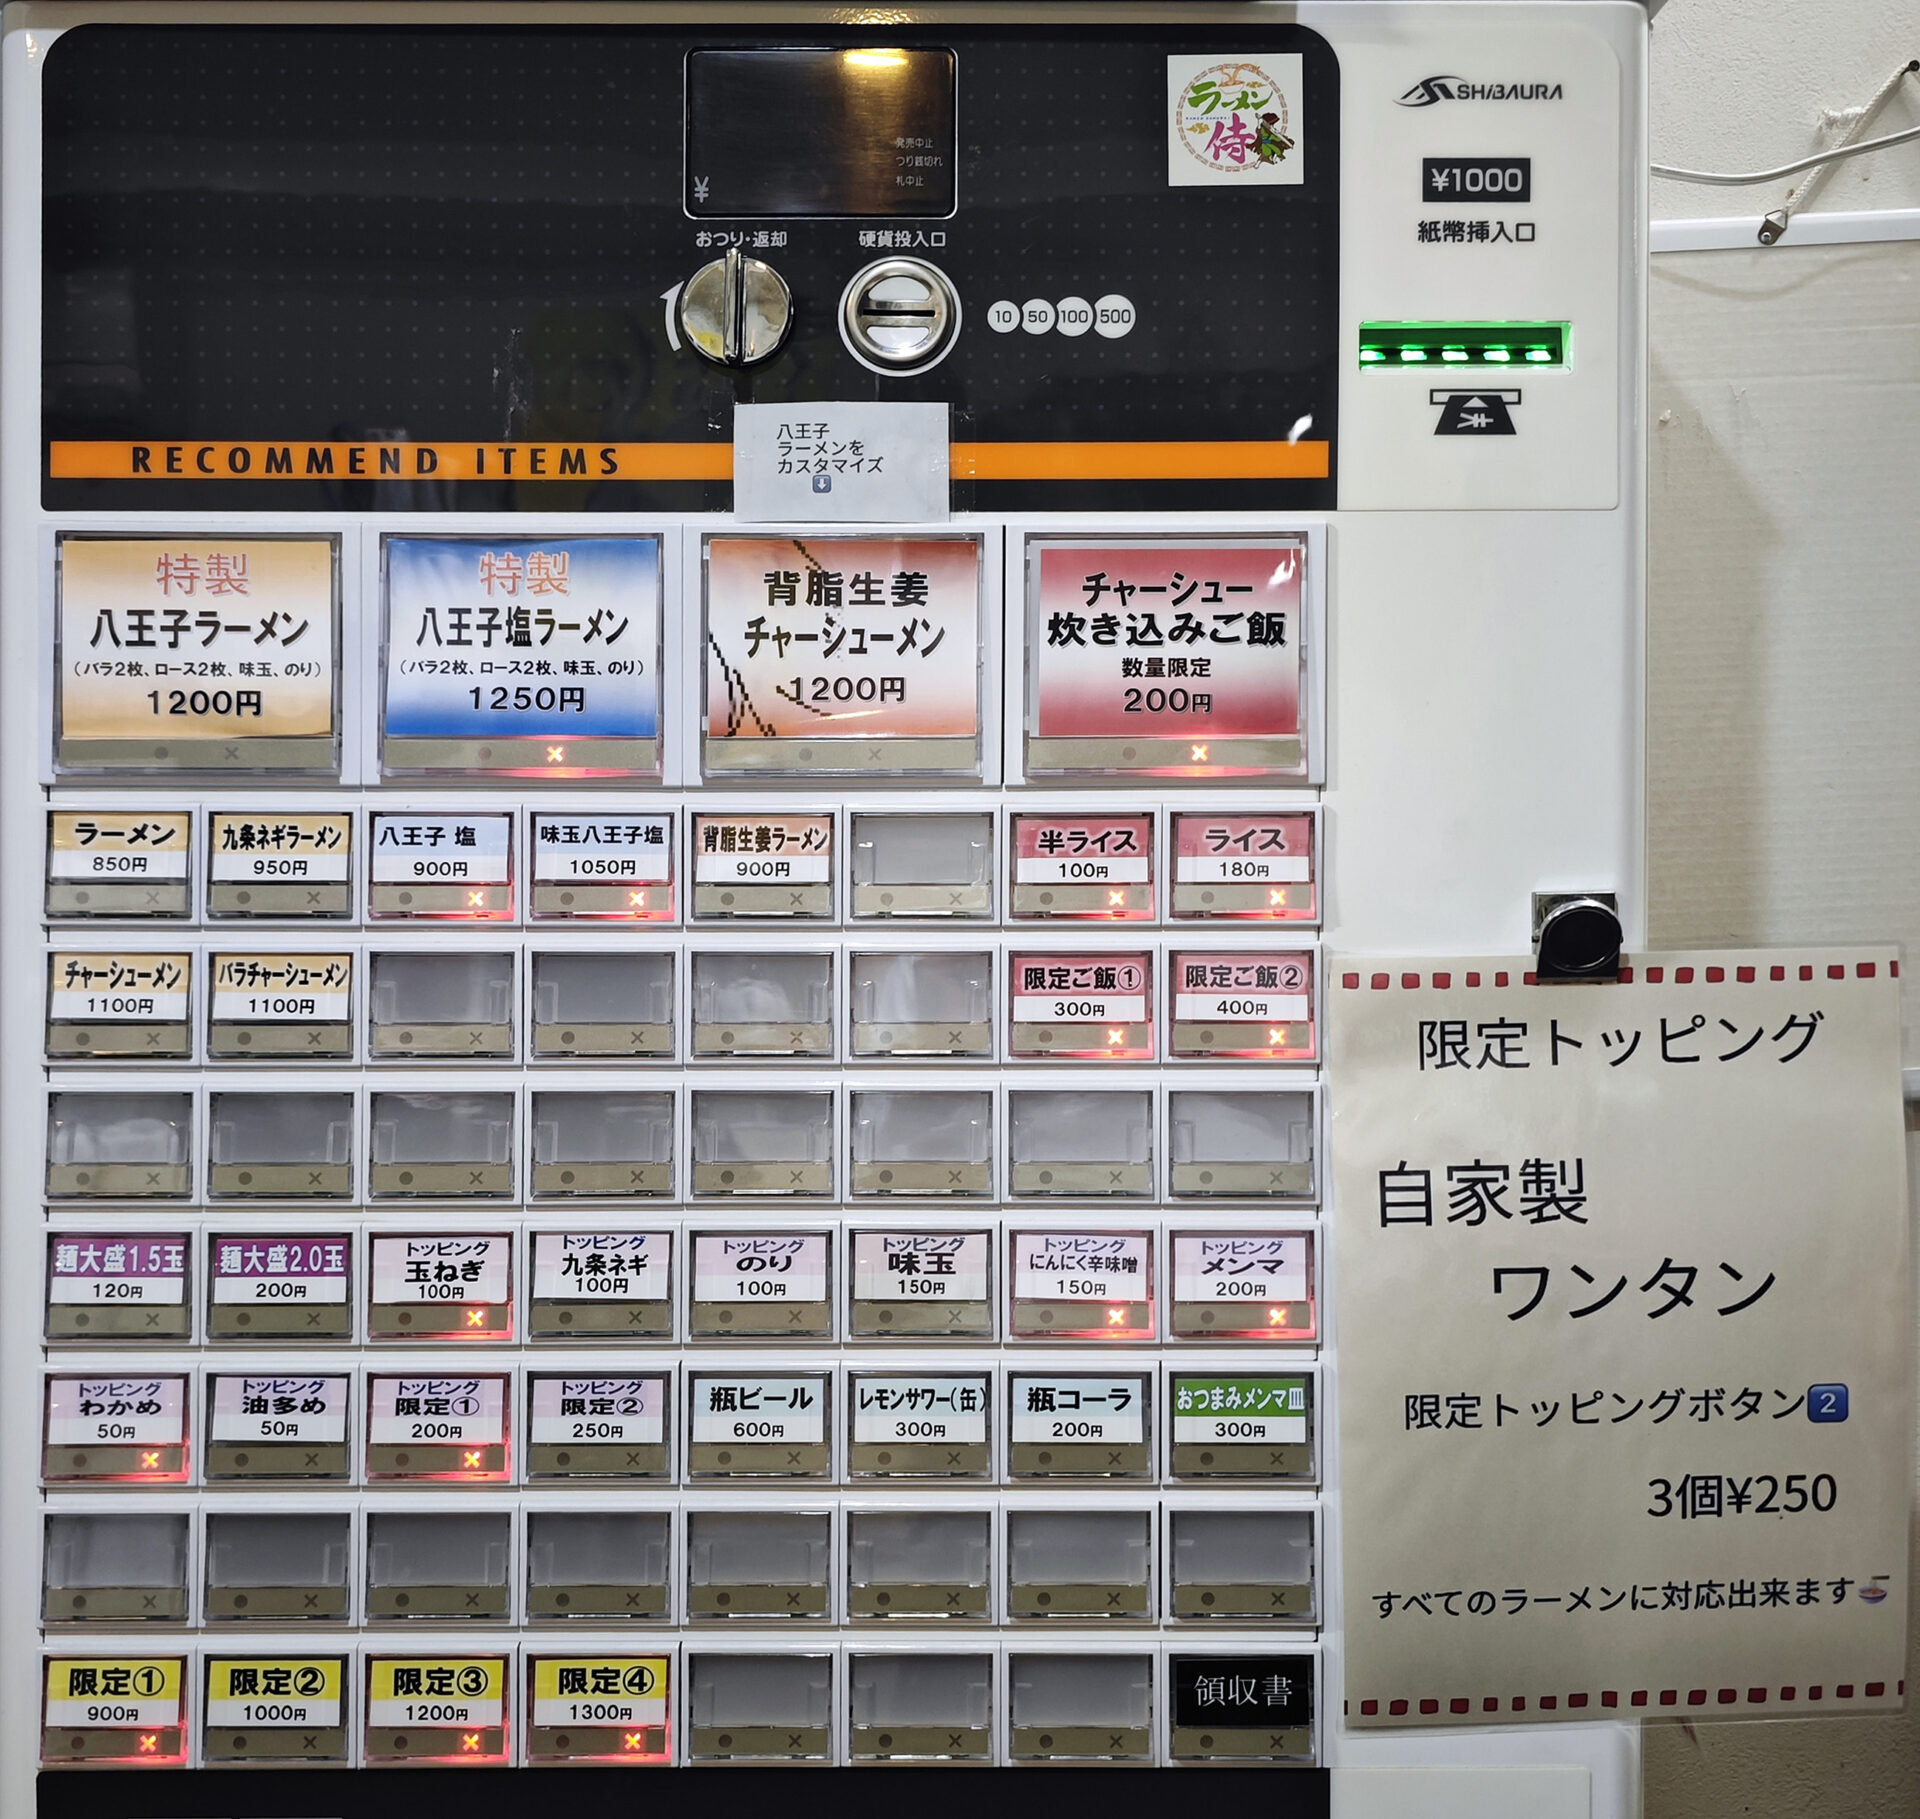 ラーメン
侍
SHIBAURA
¥1000
紙幣挿入口
発売中止
つり銭切れ
札中止
¥
おつり・返却
硬貨投入口
10 50 100 500
RECOMMEND ITEMS
八王子
ラーメンを
カスタマイズ
⬇
特製
八王子ラーメン
(バラ2枚、ロース2枚、味玉、のり)
1200円
特製
八王子塩ラーメン
(バラ2枚、ロース2枚、味玉、のり)
1250円
背脂生姜
チャーシューメン
1200円
チャーシュー
炊き込みご飯
数量限定
200円
ラーメン
850円
九条ネギラーメン
950円
八王子 塩
900円
味玉八王子塩
1050円
背脂生姜ラーメン
900円
半ライス
100円
ライス
180円
チャーシューメン
1100円
バラチャーシューメン
1100円
限定ご飯①
300円
限定ご飯②
400円
麺大盛1.5玉
120円
麺大盛2.0玉
200円
トッピング
玉ねぎ
100円
トッピング
九条ネギ
100円
トッピング
のり
100円
トッピング
味玉
150円
トッピング
にんにく辛味噌
150円
トッピング
メンマ
200円
トッピング
わかめ
50円
トッピング
油多め
50円
トッピング
限定①
200円
トッピング
限定②
250円
瓶ビール
600円
レモンサワー(缶)
300円
瓶コーラ
200円
おつまみメンマ皿
300円
限定①
900円
限定②
1000円
限定③
1200円
限定④
1300円
領収書
限定トッピング
自家製
ワンタン
限定トッピングボタン2
3個¥250
すべてのラーメンに対応出来ます🍜